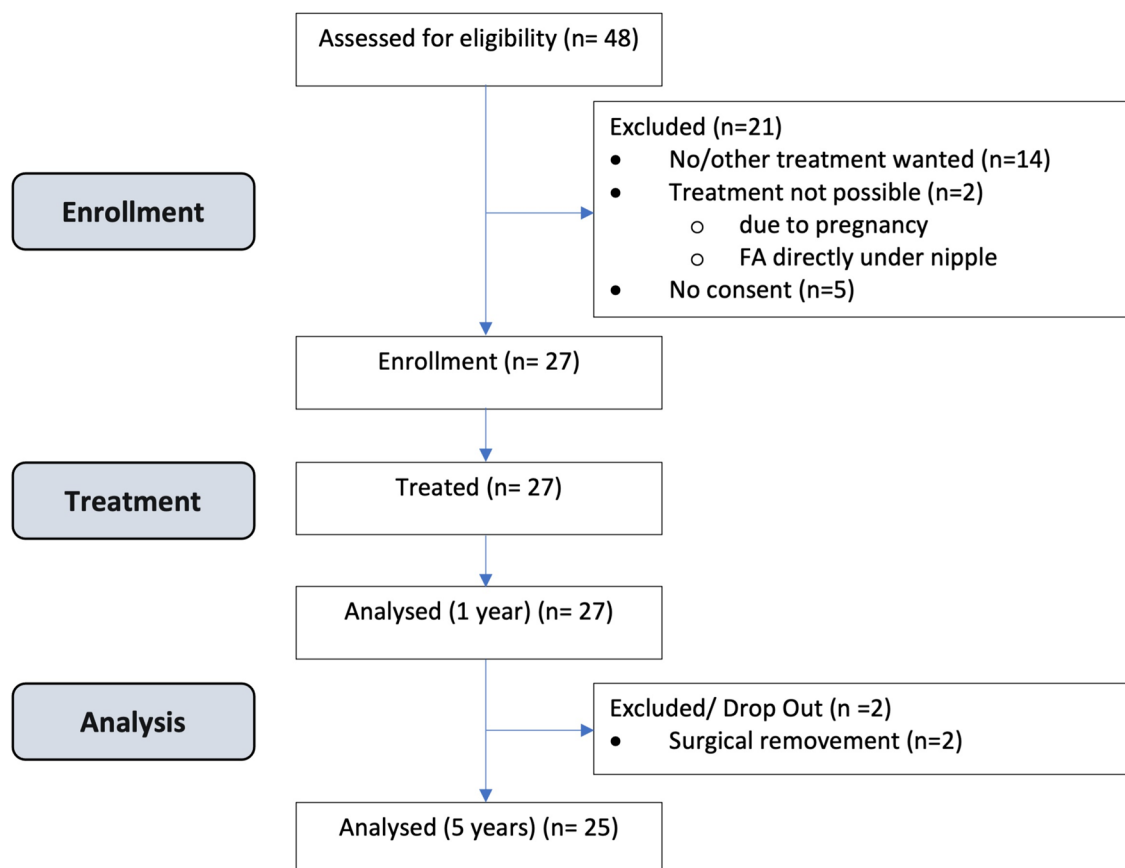 Assessed for eligibility (n= 48)
Excluded (n=21)
● No/other treatment wanted (n=14)
● Treatment not possible (n=2)
o due to pregnancy
o FA directly under nipple
● No consent (n=5)
Enrollment
Enrollment (n= 27)
Treatment
Treated (n= 27)
Analysed (1 year) (n= 27)
Analysis
Excluded/ Drop Out (n =2)
● Surgical removement (n=2)
Analysed (5 years) (n= 25)